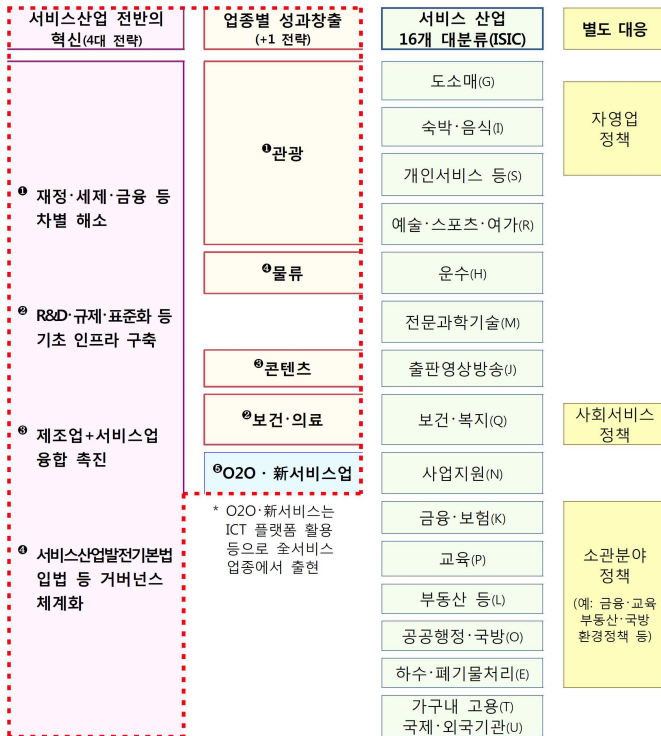 서비스산업 전반의
혁신(4대 전략)
업종별 성과창출
(+1 전략)
서비스 산업
16개 대분류(ISIC)
별도 대응
❶ 재정·세제·금융 등
차별 해소
❷ R&D·규제·표준화 등
기초 인프라 구축
❸ 제조업+서비스업
융합 촉진
❹ 서비스산업발전기본법
입법 등 거버넌스
체계화
❶관광
❹물류
❸콘텐츠
❷보건·의료
❺O2O · 新서비스업
* O2O·新서비스는
ICT 플랫폼 활용
등으로 全서비스
업종에서 출현
도소매(G)
숙박·음식(I)
개인서비스 등(S)
예술·스포츠·여가(R)
운수(H)
전문과학기술(M)
출판영상방송(J)
보건·복지(Q)
사업지원(N)
금융·보험(K)
교육(P)
부동산 등(L)
공공행정·국방(O)
하수·폐기물처리(E)
가구내 고용(T)
국제·외국기관(U)
자영업
정책
사회서비스
정책
소관분야
정책
(예: 금융·교육
부동산·국방
환경정책 등)